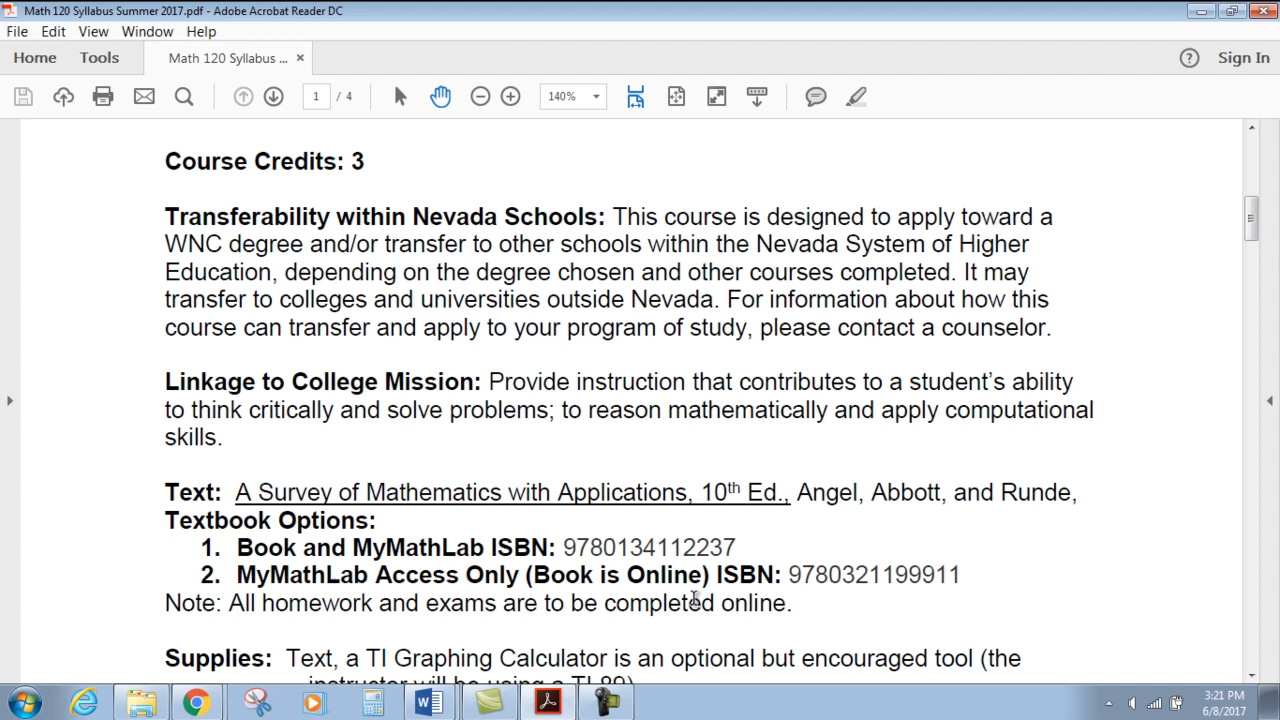 Math 120 Syllabus Summer 2017.pdf - Adobe Acrobat Reader DC
File Edit View Window Help
Home Tools Math 120 Syllabus ... × Sign In
1 / 4 140%
Course Credits: 3
Transferability within Nevada Schools: This course is designed to apply toward a
WNC degree and/or transfer to other schools within the Nevada System of Higher
Education, depending on the degree chosen and other courses completed. It may
transfer to colleges and universities outside Nevada. For information about how this
course can transfer and apply to your program of study, please contact a counselor.
Linkage to College Mission: Provide instruction that contributes to a student’s ability
to think critically and solve problems; to reason mathematically and apply computational
skills.
Text: A Survey of Mathematics with Applications, 10th Ed., Angel, Abbott, and Runde,
Textbook Options:
1. Book and MyMathLab ISBN: 9780134112237
2. MyMathLab Access Only (Book is Online) ISBN: 9780321199911
Note: All homework and exams are to be completed online.
Supplies: Text, a TI Graphing Calculator is an optional but encouraged tool (the
instructor will be using a TI 89)
3:21 PM
6/8/2017